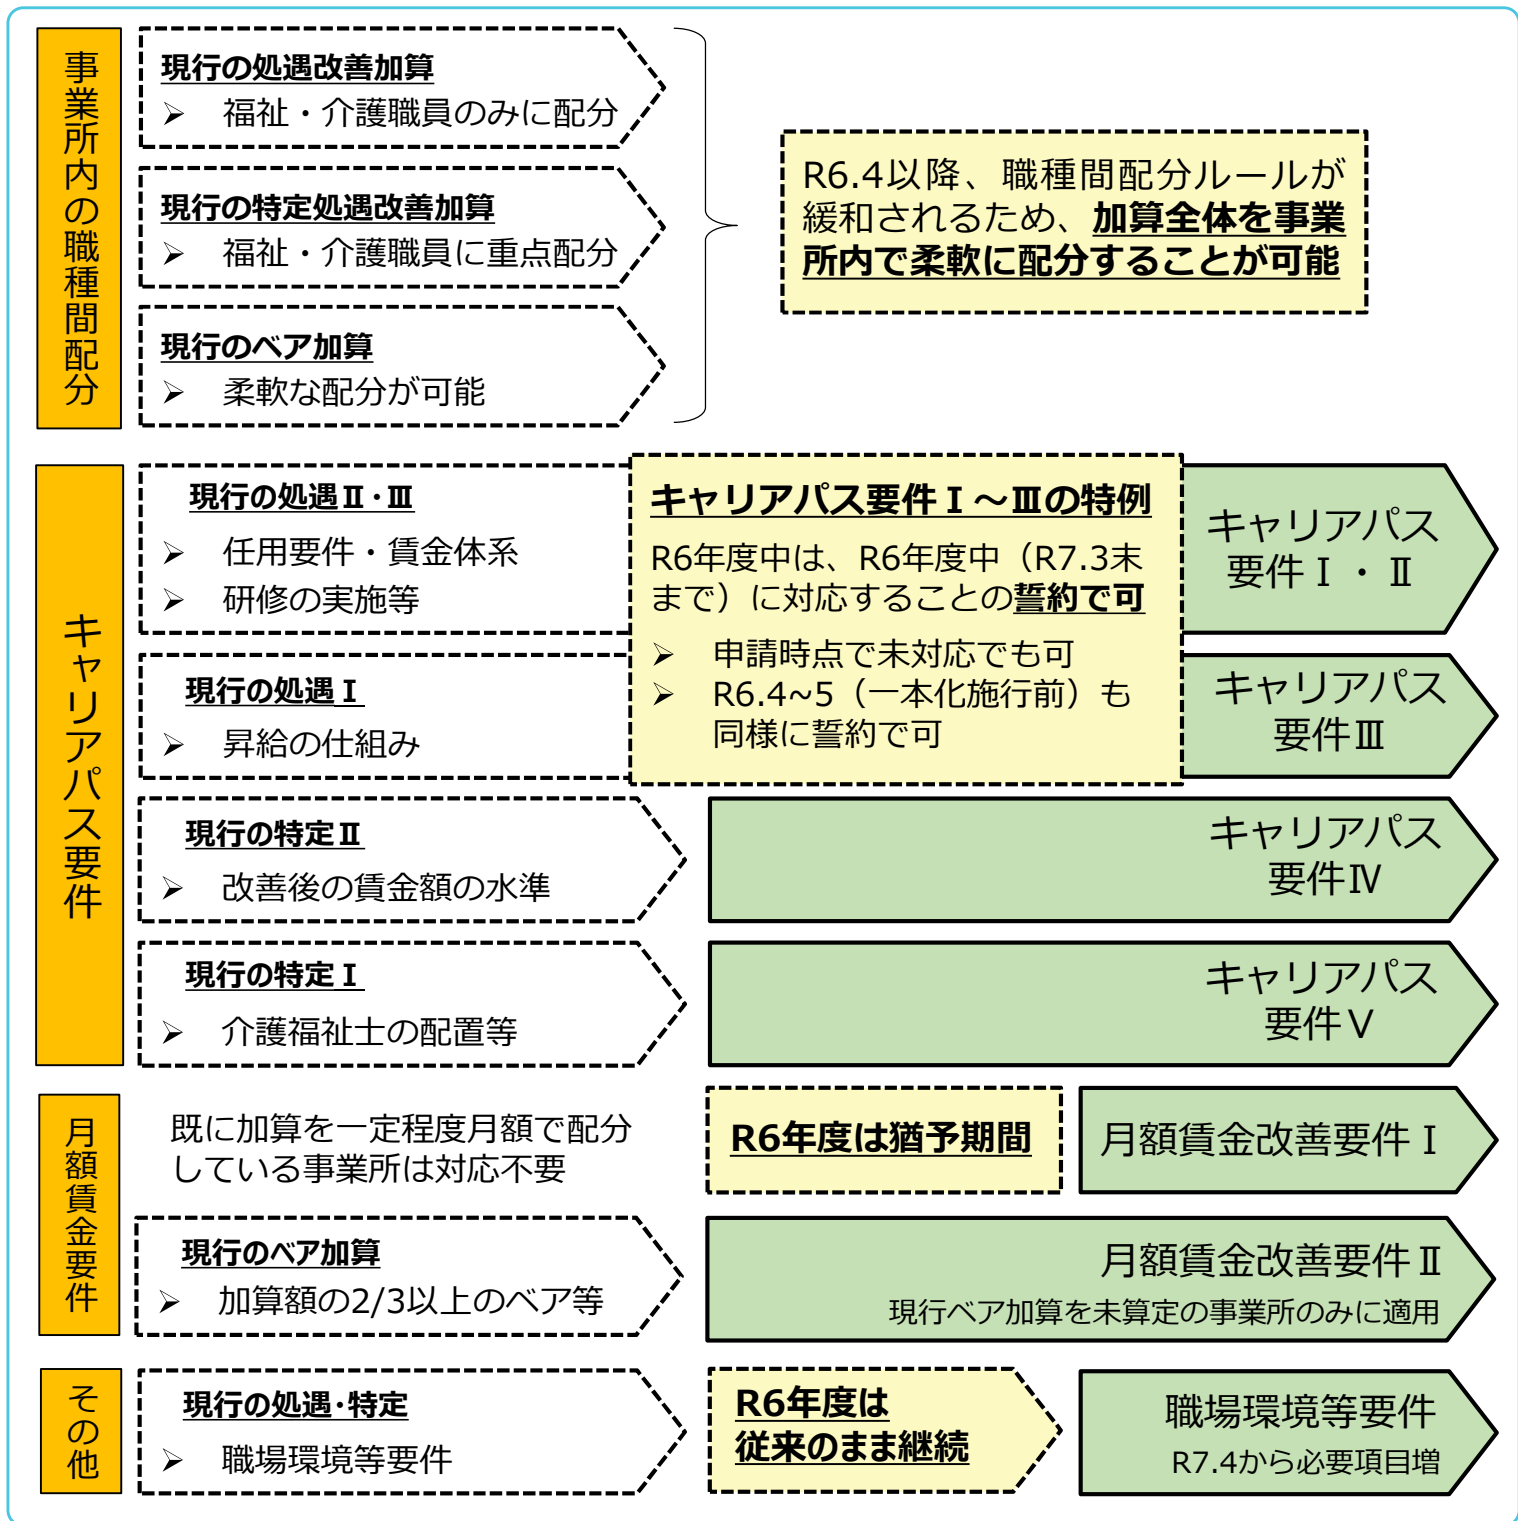 事業所内の職種間配分
現行の処遇改善加算
➢ 福祉・介護職員のみに配分
現行の特定処遇改善加算
➢ 福祉・介護職員に重点配分
現行のベア加算
➢ 柔軟な配分が可能
R6.4以降、職種間配分ルールが
緩和されるため、加算全体を事業
所内で柔軟に配分することが可能
キャリアパス要件
現行の処遇Ⅱ・Ⅲ
➢ 任用要件・賃金体系
➢ 研修の実施等
キャリアパス要件Ⅰ～Ⅲの特例
R6年度中は、R6年度中（R7.3末
まで）に対応することの誓約で可
➢ 申請時点で未対応でも可
➢ R6.4~5（一本化施行前）も
同様に誓約で可
キャリアパス
要件Ⅰ・Ⅱ
現行の処遇Ⅰ
➢ 昇給の仕組み
キャリアパス
要件Ⅲ
現行の特定Ⅱ
➢ 改善後の賃金額の水準
キャリアパス
要件Ⅳ
現行の特定Ⅰ
➢ 介護福祉士の配置等
キャリアパス
要件Ⅴ
月額賃金要件
既に加算を一定程度月額で配分
している事業所は対応不要
R6年度は猶予期間
月額賃金改善要件Ⅰ
現行のベア加算
➢ 加算額の2/3以上のベア等
月額賃金改善要件Ⅱ
現行ベア加算を未算定の事業所のみに適用
その他
現行の処遇・特定
➢ 職場環境等要件
R6年度は
従来のまま継続
職場環境等要件
R7.4から必要項目増